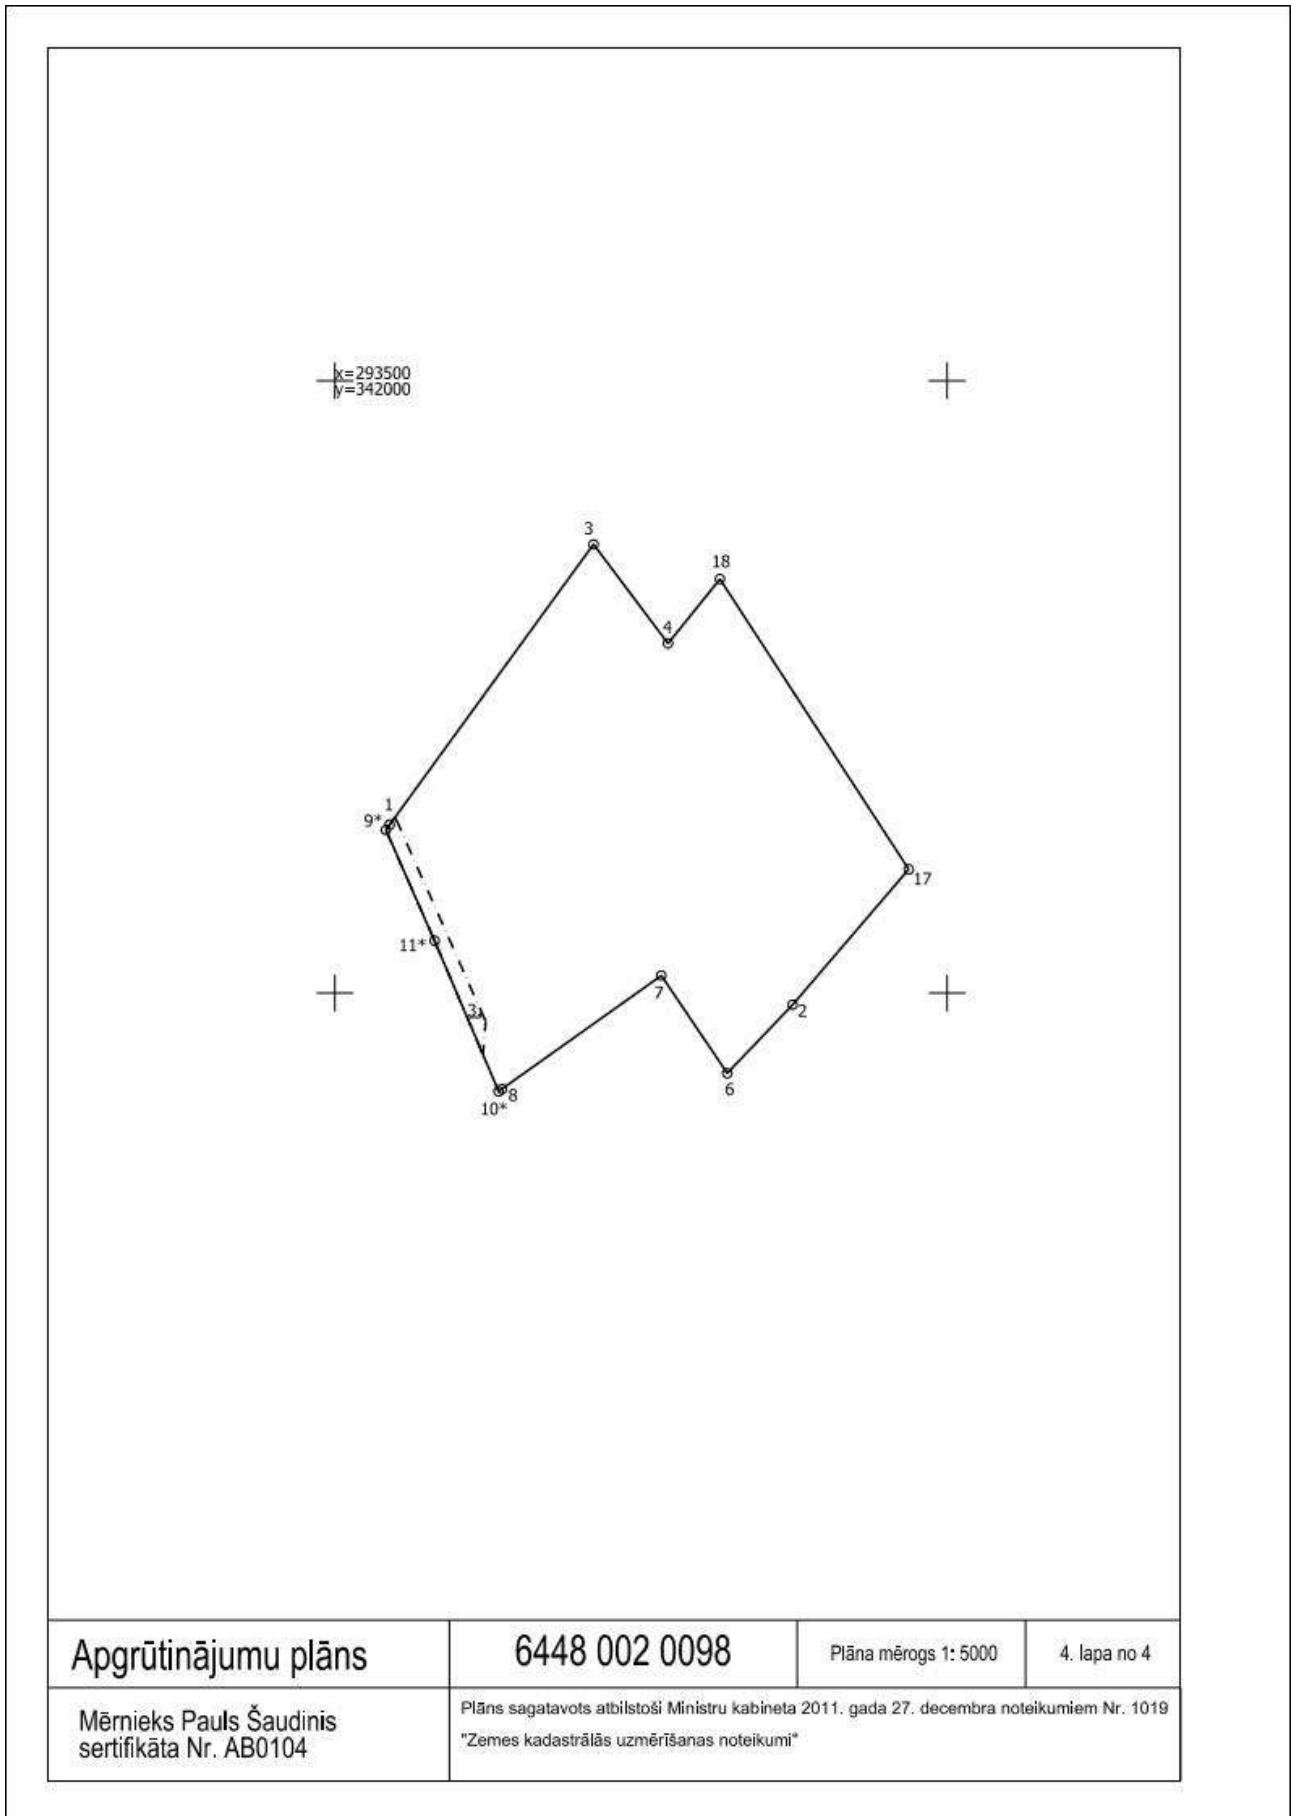 x=293500
y=342000
3
18
4
1
9*
17
11*
7
3
2
6
8
10*
Apgrūtinājumu plāns
6448 002 0098
Plāna mērogs 1: 5000
4. lapa no 4
Mērnieks Pauls Šaudinis
sertifikāta Nr. AB0104
Plāns sagatavots atbilstoši Ministru kabineta 2011. gada 27. decembra noteikumiem Nr. 1019
"Zemes kadastrālās uzmērīšanas noteikumi"